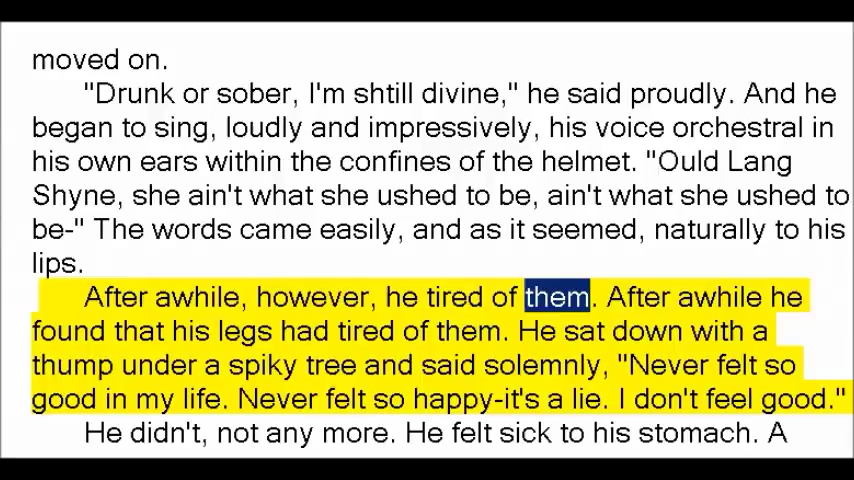 moved on.
"Drunk or sober, I'm shtill divine," he said proudly. And he
began to sing, loudly and impressively, his voice orchestral in
his own ears within the confines of the helmet. "Ould Lang
Shyne, she ain't what she ushed to be, ain't what she ushed to
be-" The words came easily, and as it seemed, naturally to his
lips.
After awhile, however, he tired of them. After awhile he
found that his legs had tired of them. He sat down with a
thump under a spiky tree and said solemnly, "Never felt so
good in my life. Never felt so happy-it's a lie. I don't feel good."
He didn't, not any more. He felt sick to his stomach. A